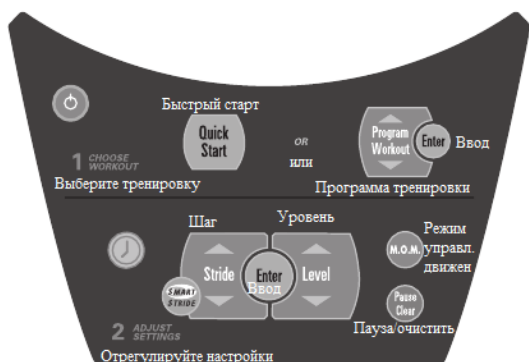 Быстрый старт
Quick
Start
OR
или
Program
Workout
Enter
Ввод
1 CHOOSE
WORKOUT
Выберите тренировку
Программа тренировки
Шаг
Уровень
Stride
Enter
Ввод
Level
SMART
STRIDE
M.O.M.
Режим
управл.
движен
Pause
Clear
Пауза/очистить
2 ADJUST
SETTINGS
Отрегулируйте настройки